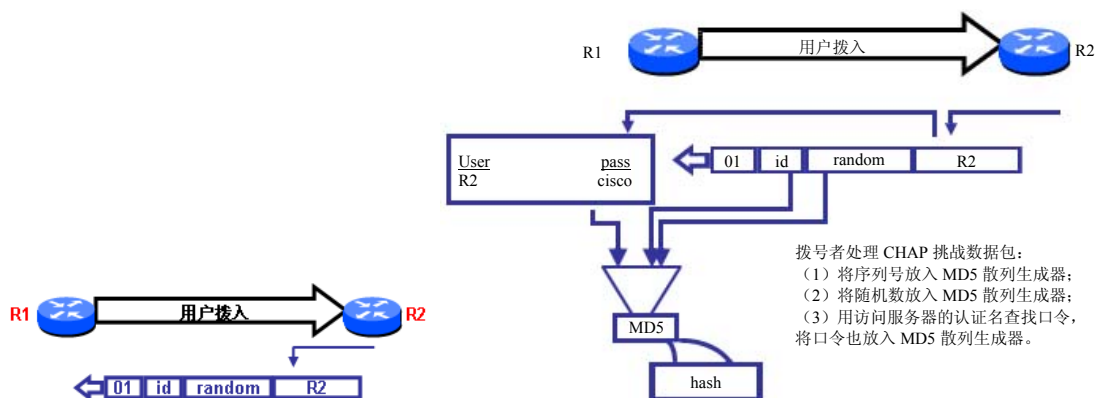 R1
用户拨入
R2
01 id random R2
R1
用户拨入
R2
User pass
R2 cisco
01 id random R2
MD5
hash
拨号者处理 CHAP 挑战数据包：
（1）将序列号放入 MD5 散列生成器；
（2）将随机数放入 MD5 散列生成器；
（3）用访问服务器的认证名查找口令，
将口令也放入 MD5 散列生成器。